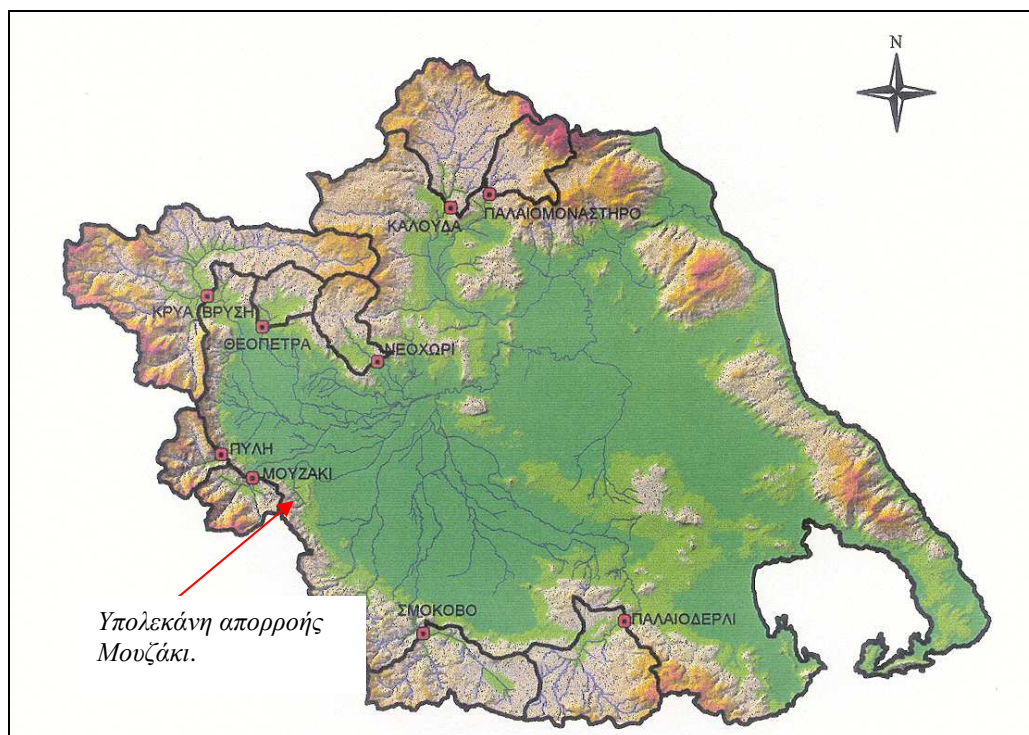 N
ΚΑΛΟΥΔΑ
ΠΑΛΑΙΟΜΟΝΑΣΤΗΡΟ
ΚΡΥΑ ΒΡΥΣΗ
ΘΕΟΠΕΤΡΑ
ΝΕΟΧΩΡΙ
ΠΥΛΗ
ΜΟΥΖΑΚΙ
ΣΜΟΚΟΒΟ
ΠΑΛΑΙΟΔΕΡΛΙ
Υπολεκάνη απορροής
Μουζάκι.